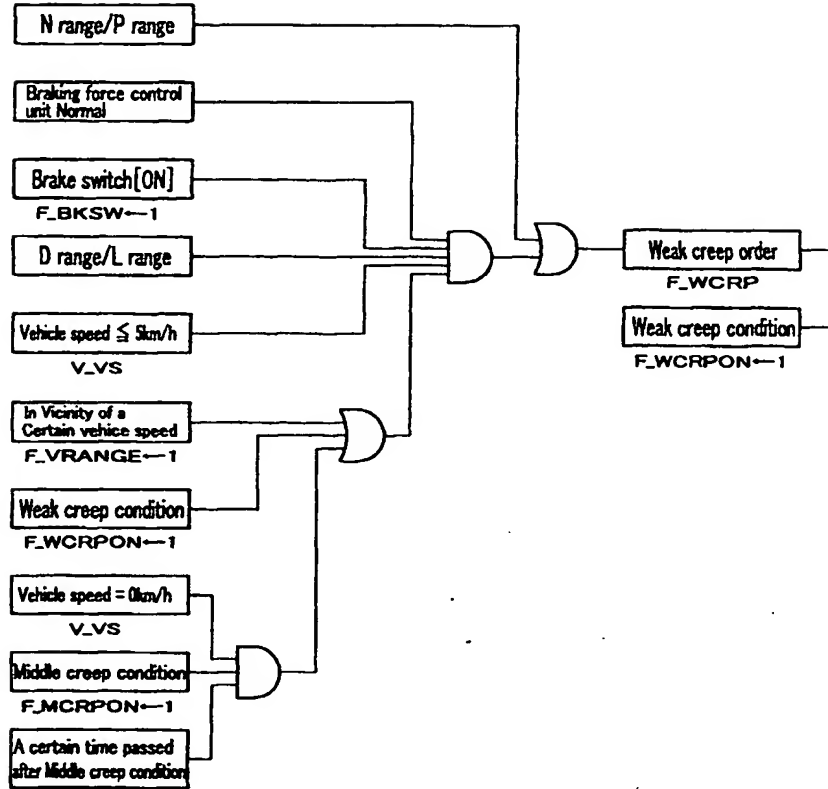 N range/P range
Braking force control
unit Normal
Brake switch[ON]
F_BKSW←1
D range/L range
Vehicle speed ≦ 5km/h
V_VS
In Vicinity of a
Certain vehice speed
F_VRANGE←1
Weak creep condition
F_WCRPON←1
Vehicle speed = 0km/h
V_VS
Middle creep condition
F_MCRPON←1
A certain time passed
after Middle creep condition
Weak creep order
F_WCRP
Weak creep condition
F_WCRPON←1